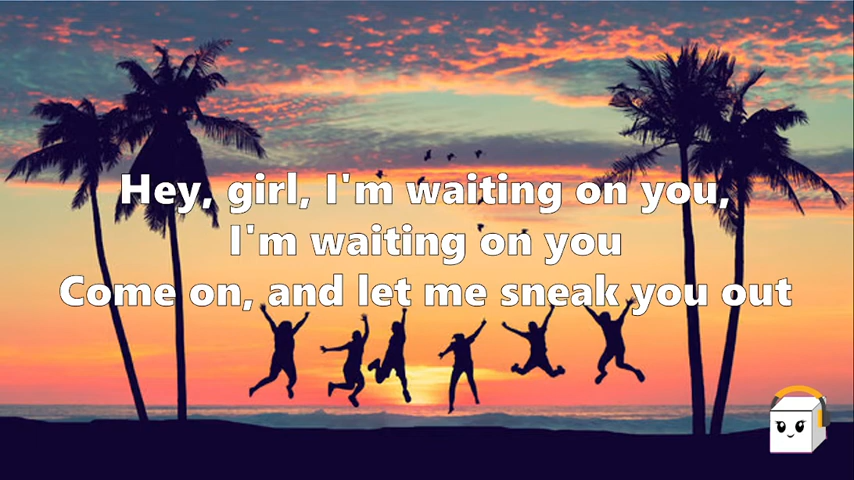 Hey, girl, I'm waiting on you,
I'm waiting on you
Come on, and let me sneak you out